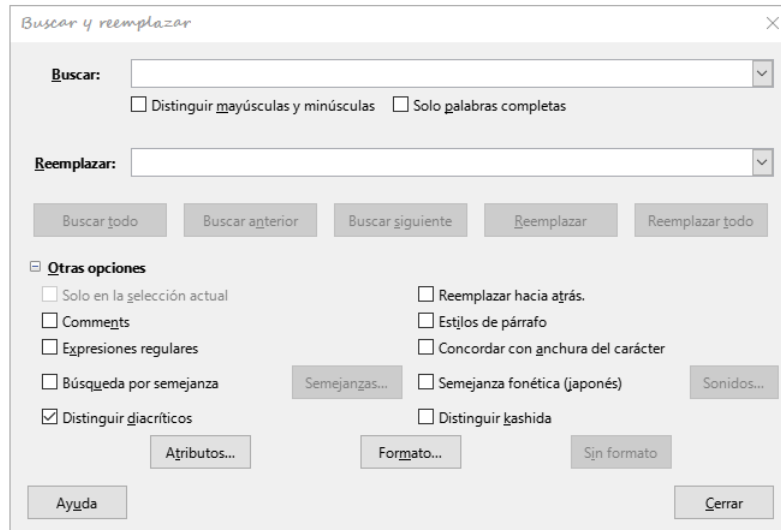 Buscar y reemplazar
Buscar:
Distinguir mayúsculas y minúsculas Solo palabras completas
Reemplazar:
Buscar todo Buscar anterior Buscar siguiente Reemplazar Reemplazar todo
Otras opciones
Solo en la selección actual Reemplazar hacia atrás.
Comments Estilos de párrafo
Expresiones regulares Concordar con anchura del carácter
Búsqueda por semejanza Semejanzas... Semejanza fonética (japonés) Sonidos...
Distinguir diacríticos Distinguir kashida
Atributos... Formato... Sin formato
Ayuda Cerrar